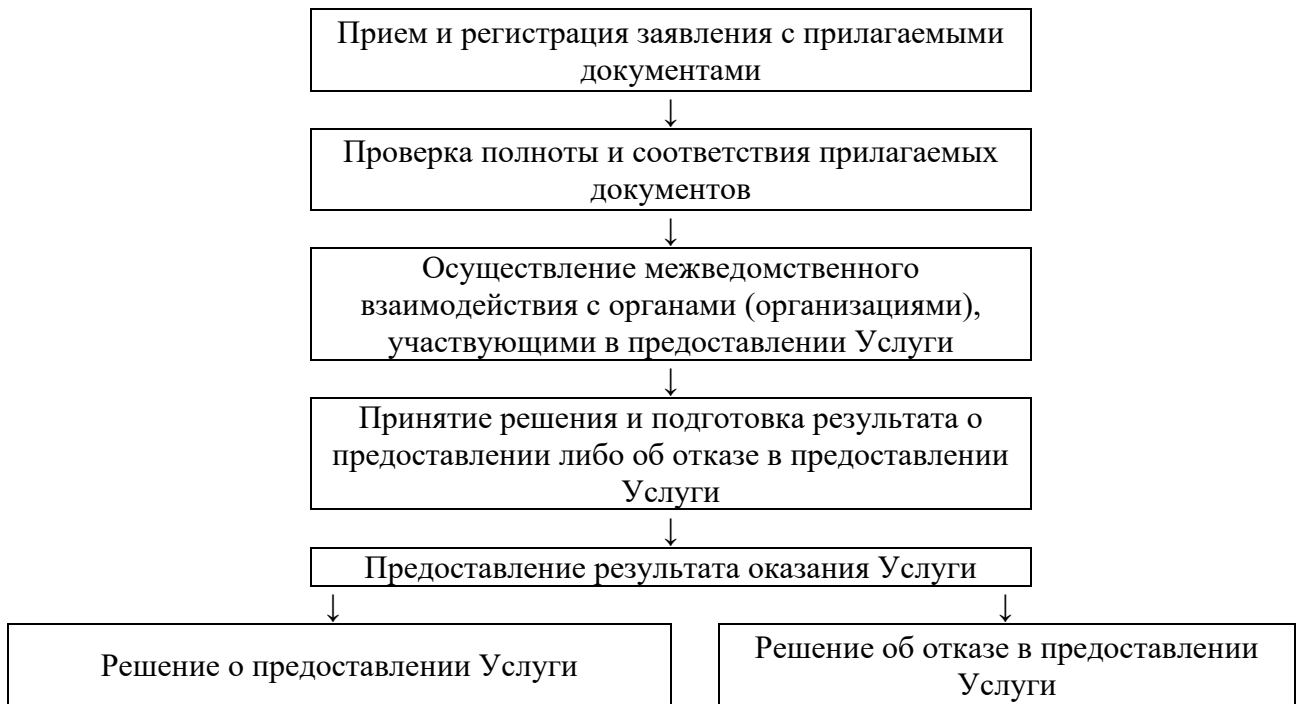 Прием и регистрация заявления с прилагаемыми
документами
↓
Проверка полноты и соответствия прилагаемых
документов
↓
Осуществление межведомственного
взаимодействия с органами (организациями),
участвующими в предоставлении Услуги
↓
Принятие решения и подготовка результата о
предоставлении либо об отказе в предоставлении
Услуги
↓
Предоставление результата оказания Услуги
↓ ↓
Решение о предоставлении Услуги
Решение об отказе в предоставлении
Услуги